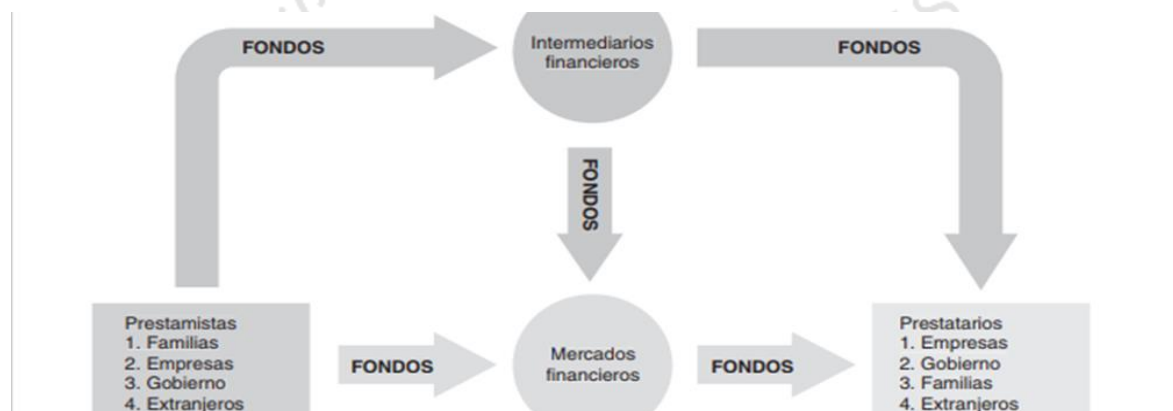 FONDOS
Intermediarios
financieros
FONDOS
FONDOS
Prestamistas
1. Familias
2. Empresas
3. Gobierno
4. Extranjeros
FONDOS
Mercados
financieros
FONDOS
Prestatarios
1. Empresas
2. Gobierno
3. Familias
4. Extranjeros